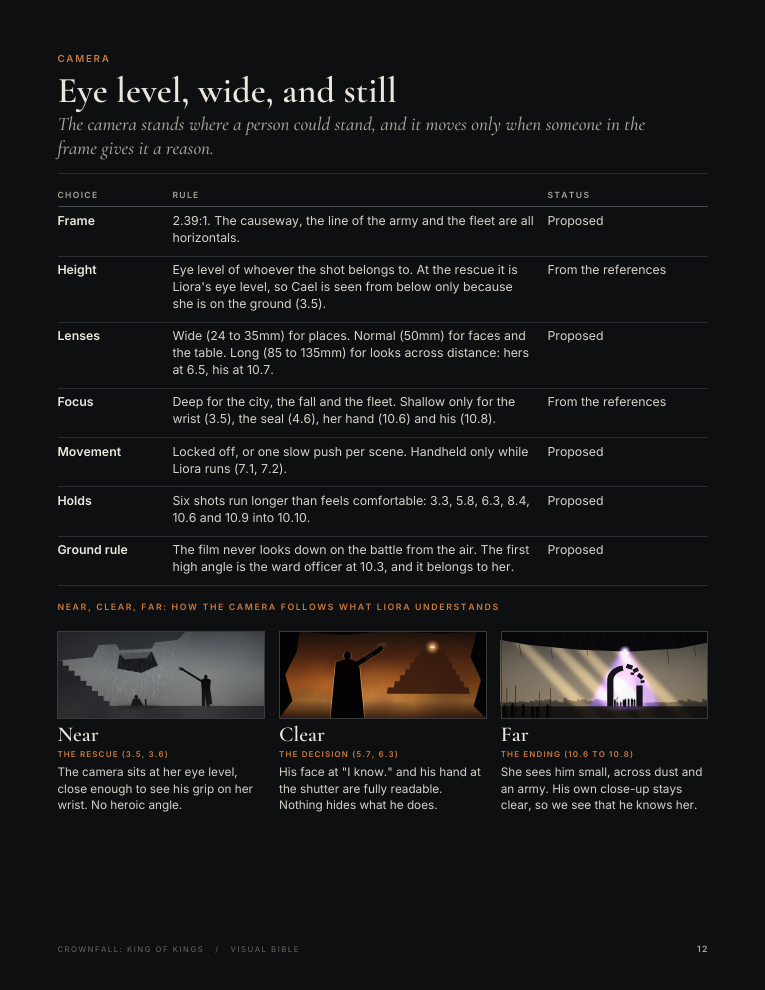 CAMERA
Eye level, wide, and still
The camera stands where a person could stand, and it moves only when someone in the
frame gives it a reason.
CHOICE RULE STATUS
Frame 2.39:1. The causeway, the line of the army and the fleet are all Proposed
horizontals.
Height Eye level of whoever the shot belongs to. At the rescue it is From the references
Liora's eye level, so Cael is seen from below only because
she is on the ground (3.5).
Lenses Wide (24 to 35mm) for places. Normal (50mm) for faces and Proposed
the table. Long (85 to 135mm) for looks across distance: hers
at 6.5, his at 10.7.
Focus Deep for the city, the fall and the fleet. Shallow only for the From the references
wrist (3.5), the seal (4.6), her hand (10.6) and his (10.8).
Movement Locked off, or one slow push per scene. Handheld only while Proposed
Liora runs (7.1, 7.2).
Holds Six shots run longer than feels comfortable: 3.3, 5.8, 6.3, 8.4, Proposed
10.6 and 10.9 into 10.10.
Ground rule The film never looks down on the battle from the air. The first Proposed
high angle is the ward officer at 10.3, and it belongs to her.
NEAR, CLEAR, FAR: HOW THE CAMERA FOLLOWS WHAT LIORA UNDERSTANDS
Near
THE RESCUE (3.5, 3.6)
The camera sits at her eye level,
close enough to see his grip on her
wrist. No heroic angle.
Clear
THE DECISION (5.7, 6.3)
His face at "I know." and his hand at
the shutter are fully readable.
Nothing hides what he does.
Far
THE ENDING (10.6 TO 10.8)
She sees him small, across dust and
an army. His own close-up stays
clear, so we see that he knows her.
CROWNFALL: KING OF KINGS / VISUAL BIBLE 12